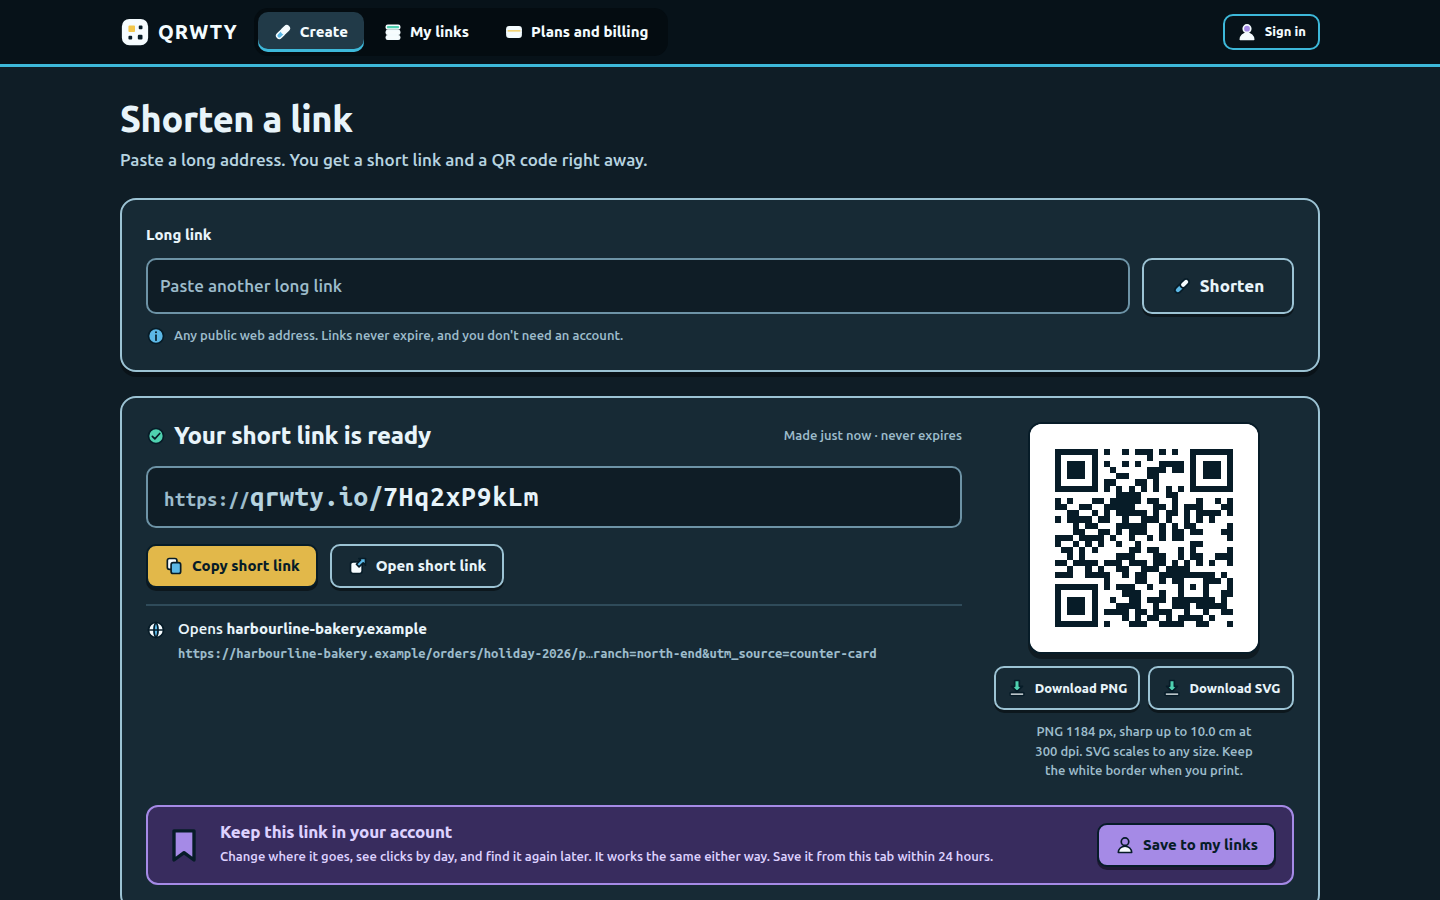 QRWTY
Create
My links
Plans and billing
Sign in
Shorten a link
Paste a long address. You get a short link and a QR code right away.
Long link
Paste another long link
Shorten
Any public web address. Links never expire, and you don't need an account.
Your short link is ready
Made just now · never expires
https://qrwty.io/7Hq2xP9kLm
Copy short link
Open short link
Opens harbourline-bakery.example
https://harbourline-bakery.example/orders/holiday-2026/p…ranch=north-end&utm_source=counter-card
Download PNG
Download SVG
PNG 1184 px, sharp up to 10.0 cm at
300 dpi. SVG scales to any size. Keep
the white border when you print.
Keep this link in your account
Change where it goes, see clicks by day, and find it again later. It works the same either way. Save it from this tab within 24 hours.
Save to my links